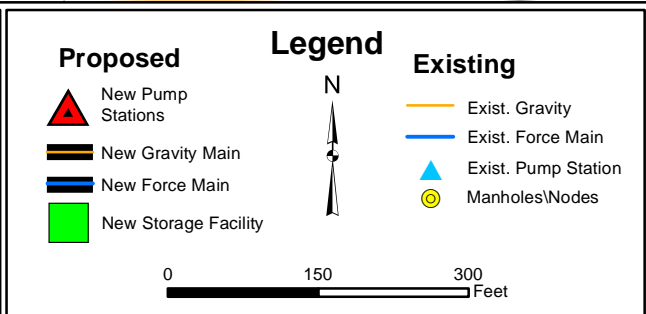 Legend
Proposed
New Pump
Stations
New Gravity Main
New Force Main
New Storage Facility
N
Existing
Exist. Gravity
Exist. Force Main
Exist. Pump Station
Manholes\Nodes
0 150 300
Feet